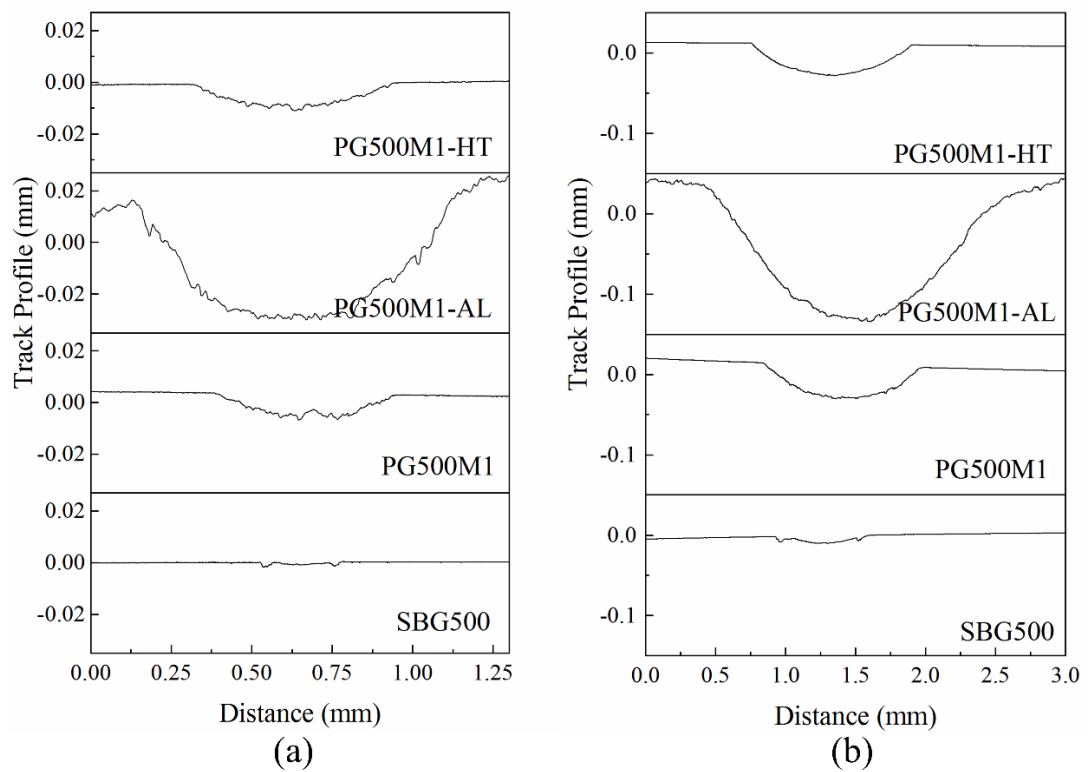 0.02
0.00
-0.02
PG500M1-HT
0.02
0.00
-0.02
PG500M1-AL
0.02
0.00
-0.02
PG500M1
0.02
0.00
-0.02
SBG500
Track Profile (mm)
0.00 0.25 0.50 0.75 1.00 1.25
Distance (mm)
(a)
0.0
-0.1
PG500M1-HT
0.0
-0.1
PG500M1-AL
0.0
-0.1
PG500M1
0.0
-0.1
SBG500
Track Profile (mm)
0.0 0.5 1.0 1.5 2.0 2.5 3.0
Distance (mm)
(b)